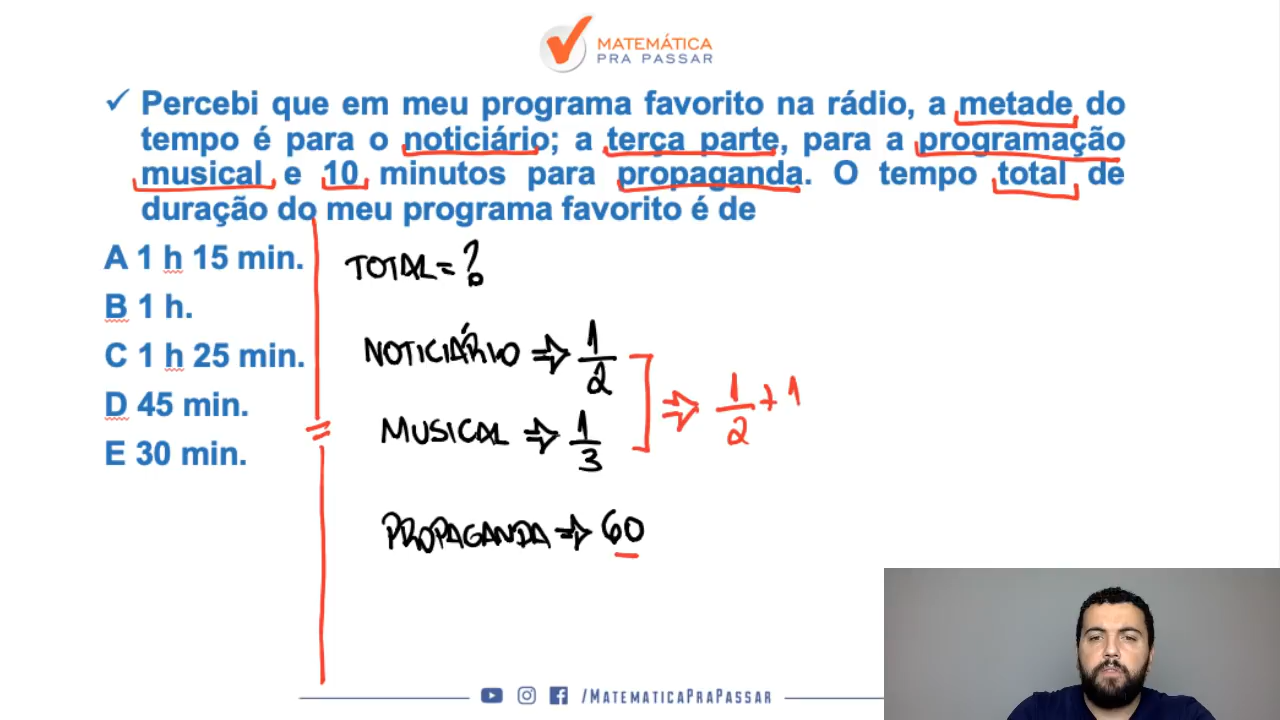 MATEMÁTICA
PRA PASSAR
✓ Percebi que em meu programa favorito na rádio, a metade do
tempo é para o noticiário; a terça parte, para a programação
musical e 10 minutos para propaganda. O tempo total de
duração do meu programa favorito é de
A 1 h 15 min.
B 1 h.
C 1 h 25 min.
D 45 min.
E 30 min.
TOTAL = ?
NOTICIÁRIO ⇒ 1/2
MUSICAL ⇒ 1/3
⇒ 1/2 + 1
PROPAGANDA ⇒ 60
/MATEMATICAPRAPASSAR